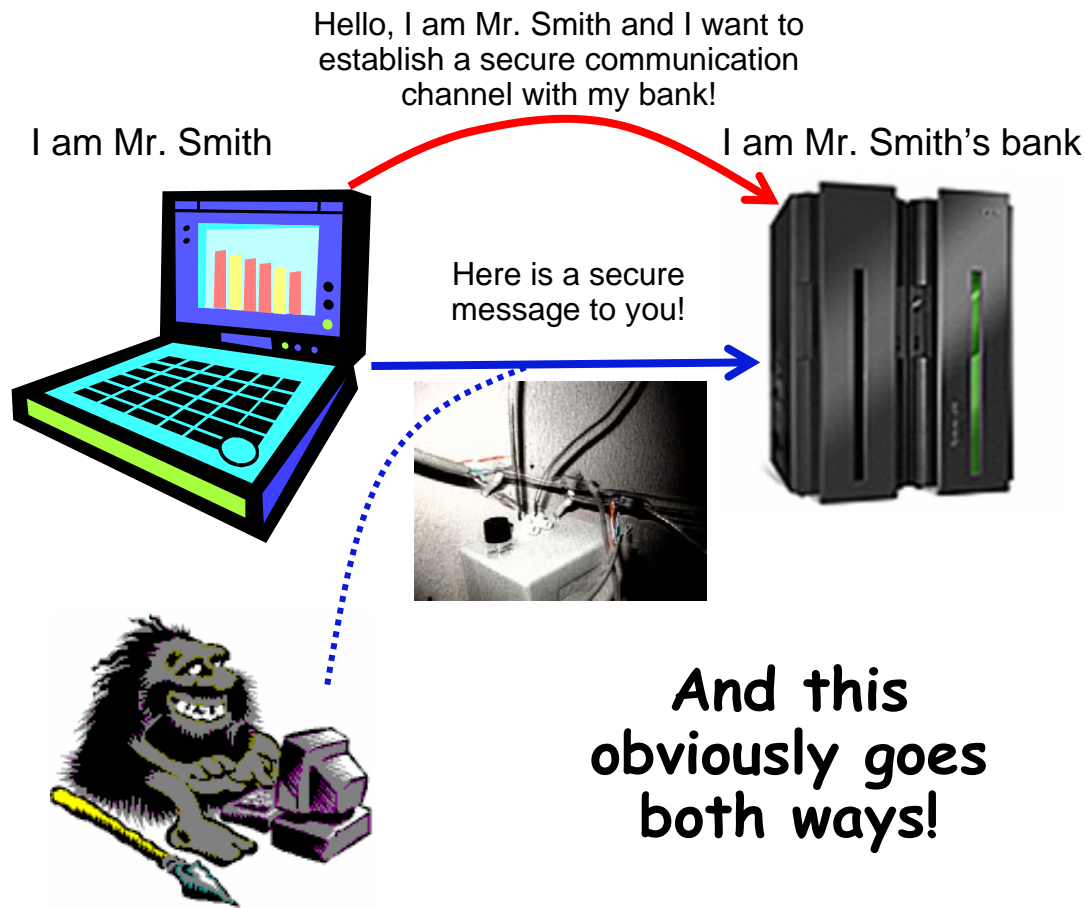 Hello, I am Mr. Smith and I want to
establish a secure communication
channel with my bank!
I am Mr. Smith
I am Mr. Smith’s bank
Here is a secure
message to you!
And this
obviously goes
both ways!